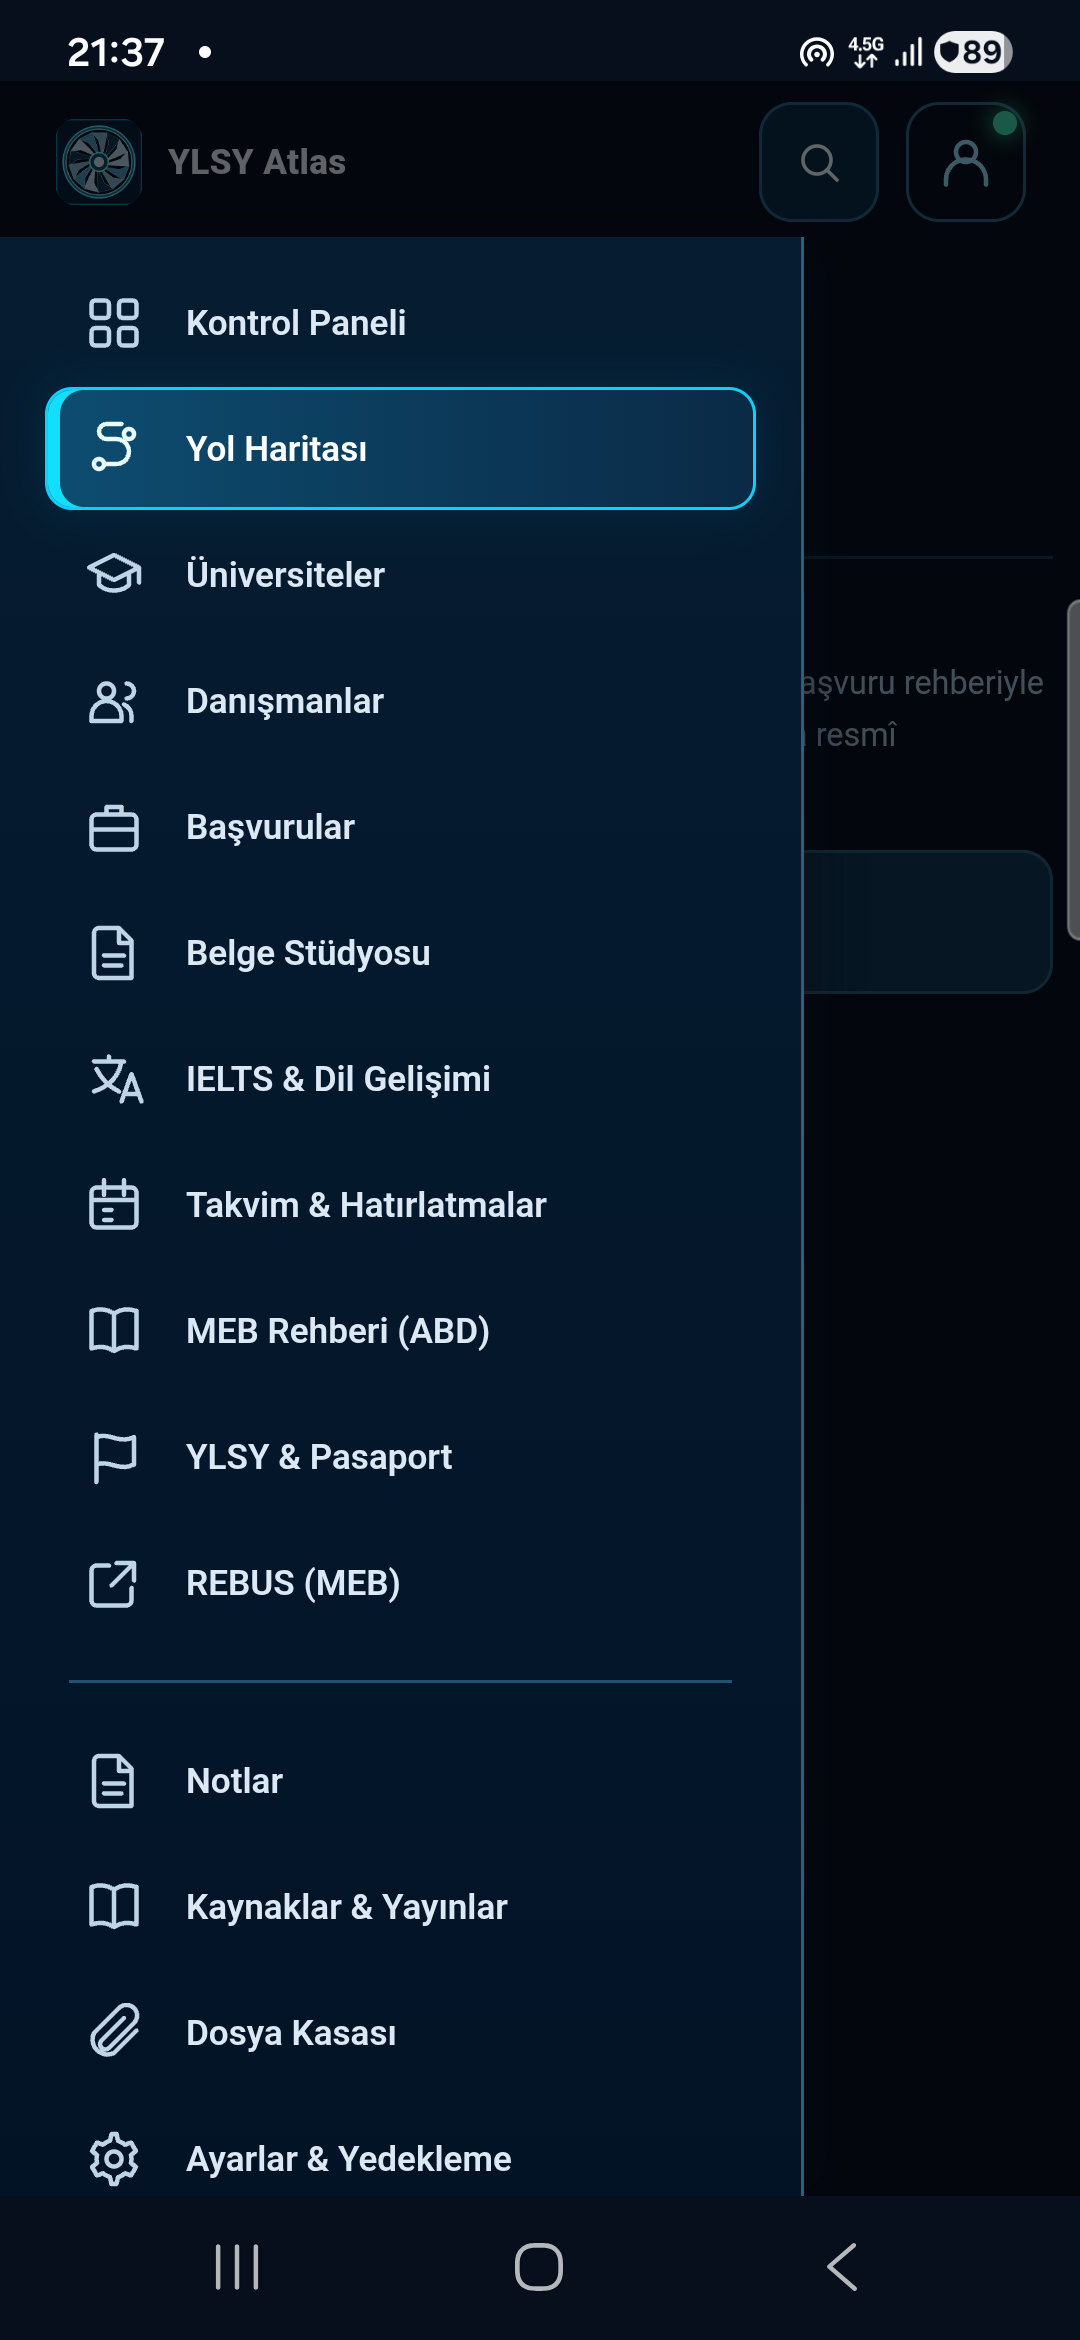 21:37
4.5G
89
YLSY Atlas
Kontrol Paneli
Yol Haritası
Üniversiteler
Danışmanlar
rehberiyle
resmî
Başvurular
Belge Stüdyosu
IELTS & Dil Gelişimi
Takvim & Hatırlatmalar
MEB Rehberi (ABD)
YLSY & Pasaport
REBUS (MEB)
Notlar
Kaynaklar & Yayınlar
Dosya Kasası
Ayarlar & Yedekleme